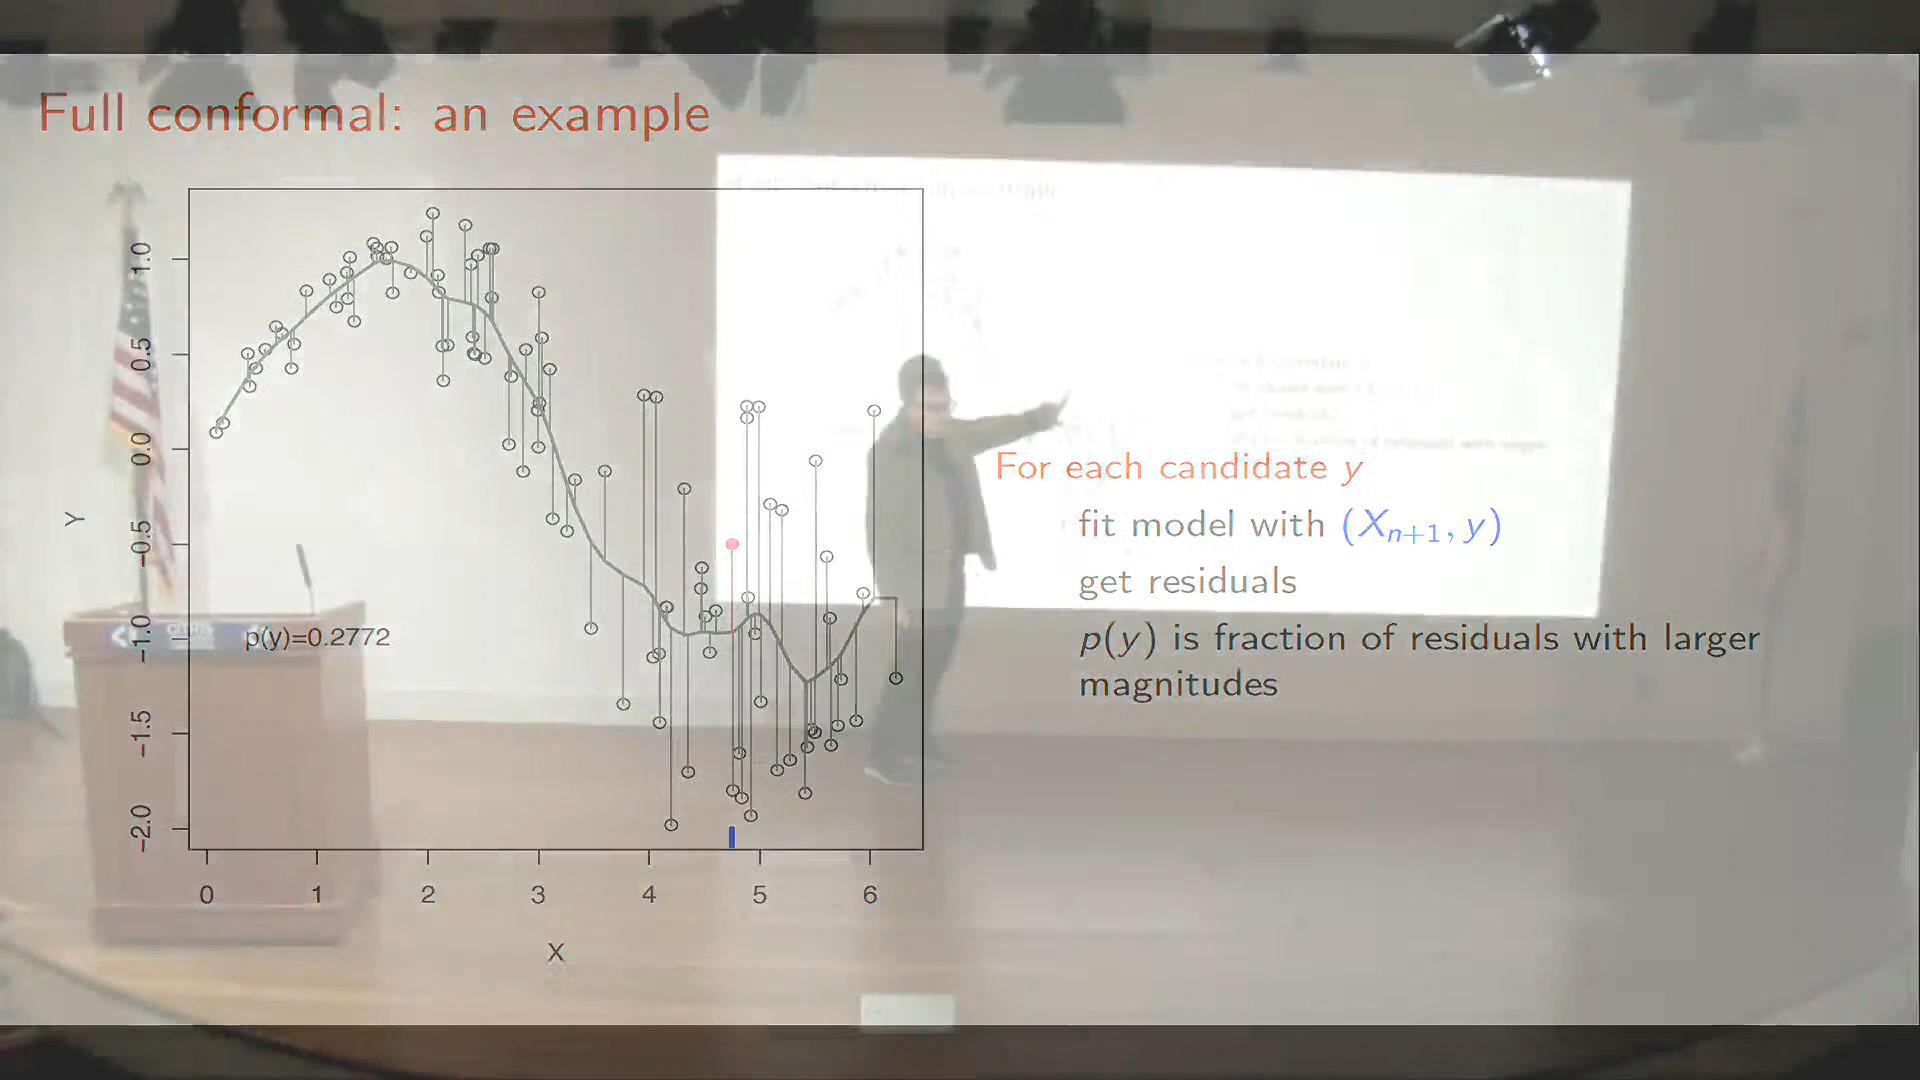 Full conformal: an example
1.0
0.5
0.0
−0.5
−1.0
−1.5
−2.0
Y
p(y)=0.2772
0 1 2 3 4 5 6
X
For each candidate y
fit model with (Xₙ₊₁, y)
get residuals
p(y) is fraction of residuals with larger
magnitudes